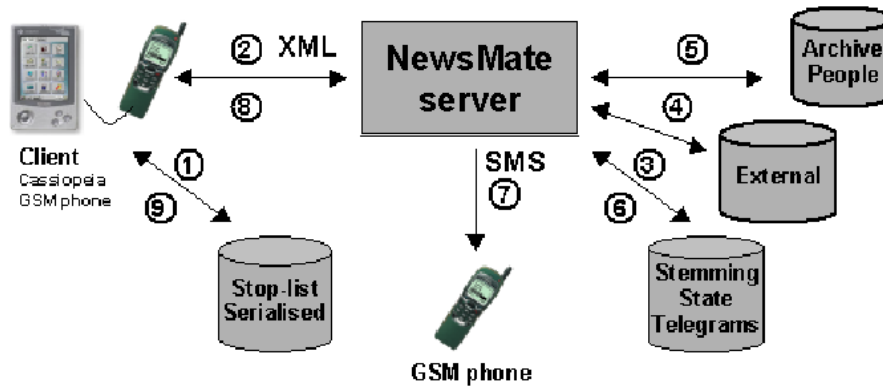 ② XML
⑧
NewsMate
server
⑤
Archive
People
④
External
Client
Cassiopeia
GSM phone
①
⑨
SMS
⑦
③
⑥
Stop-list
Serialised
Stemming
State
Telegrams
GSM phone